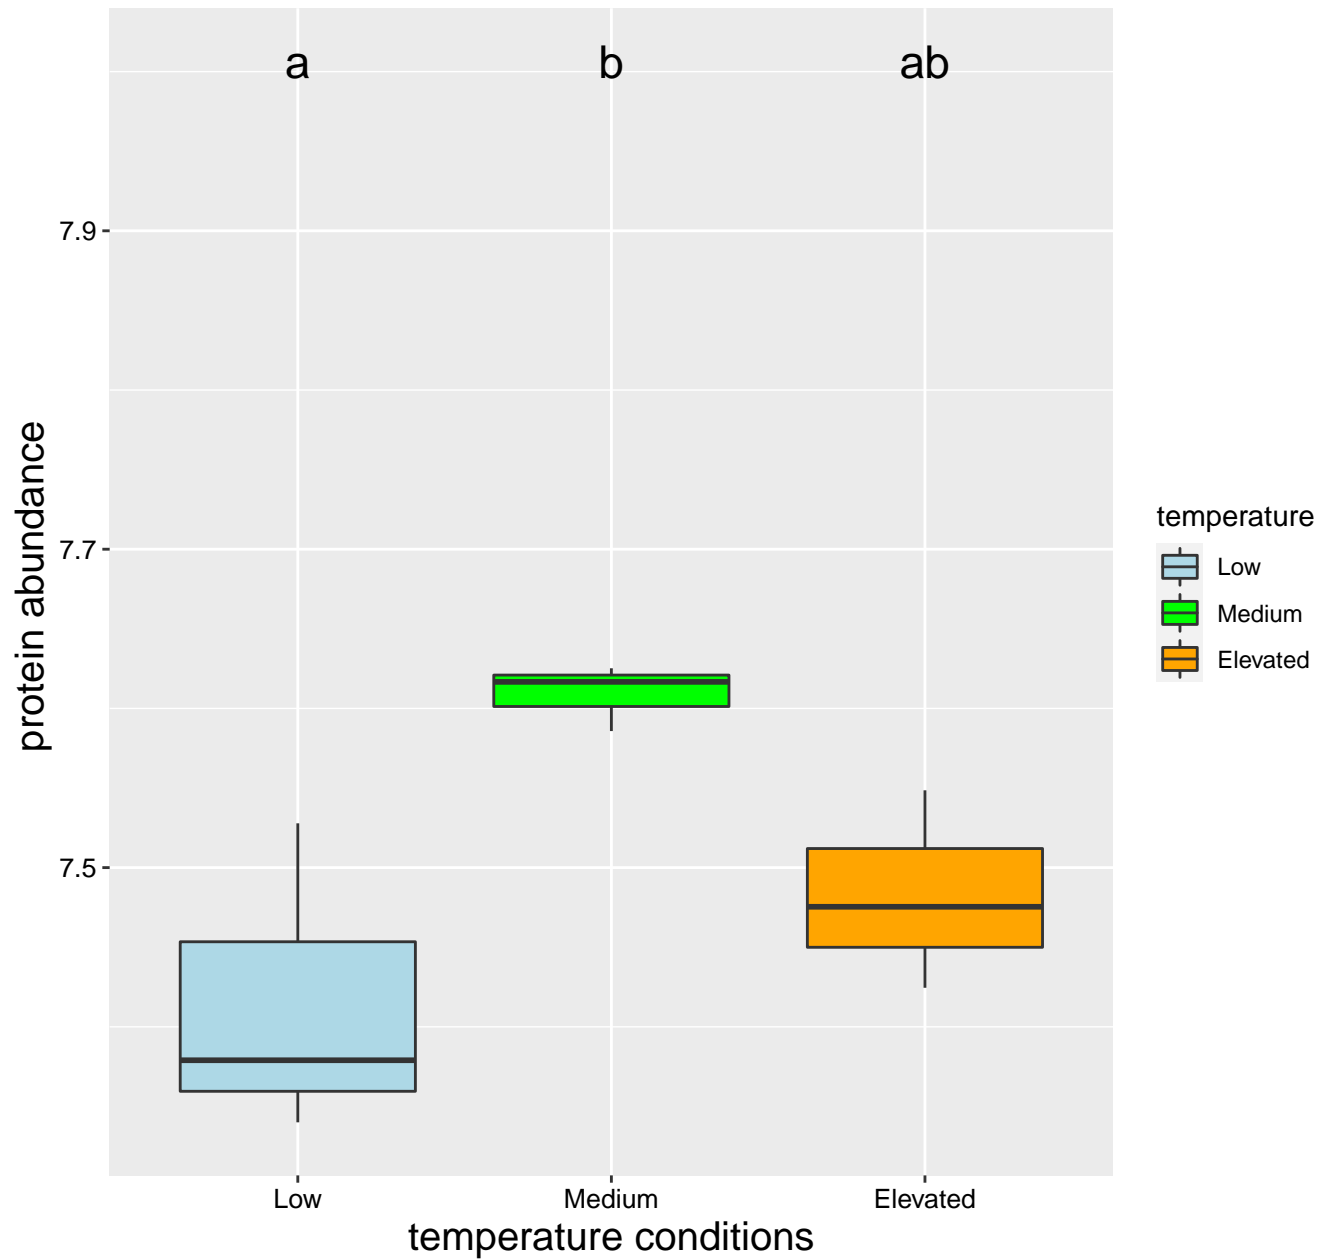 a b ab
7.9
7.7
7.5
protein abundance
Low Medium Elevated
temperature conditions
temperature
Low
Medium
Elevated